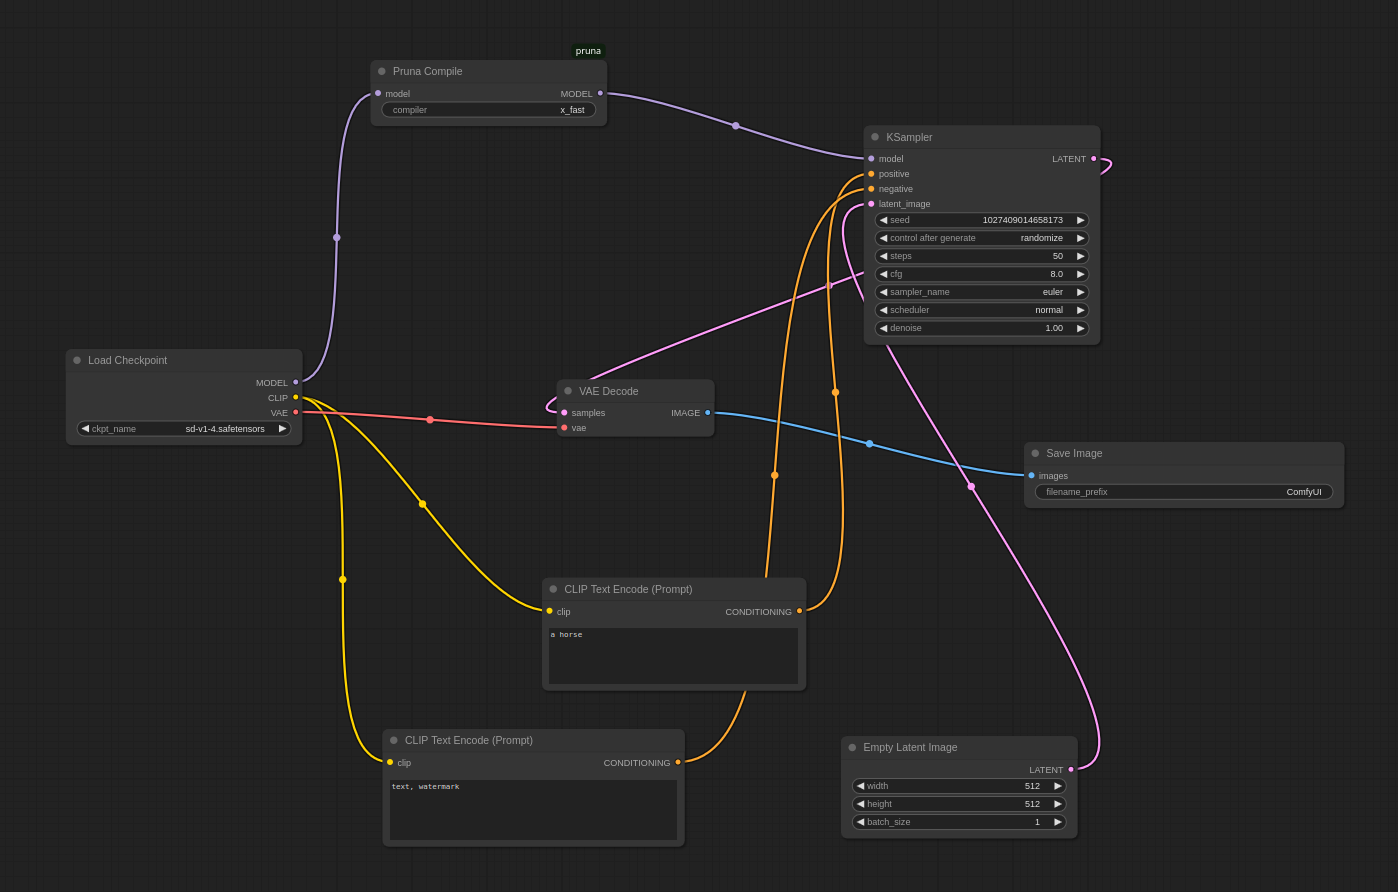 pruna
Pruna Compile
model MODEL
compiler x_fast
KSampler
model LATENT
positive
negative
latent_image
seed 1027409014658173
control after generate randomize
steps 50
cfg 8.0
sampler_name euler
scheduler normal
denoise 1.00
Load Checkpoint
MODEL
CLIP
VAE
ckpt_name sd-v1-4.safetensors
VAE Decode
samples IMAGE
vae
Save Image
images
filename_prefix ComfyUI
CLIP Text Encode (Prompt)
clip CONDITIONING
a horse
CLIP Text Encode (Prompt)
clip CONDITIONING
text, watermark
Empty Latent Image
LATENT
width 512
height 512
batch_size 1